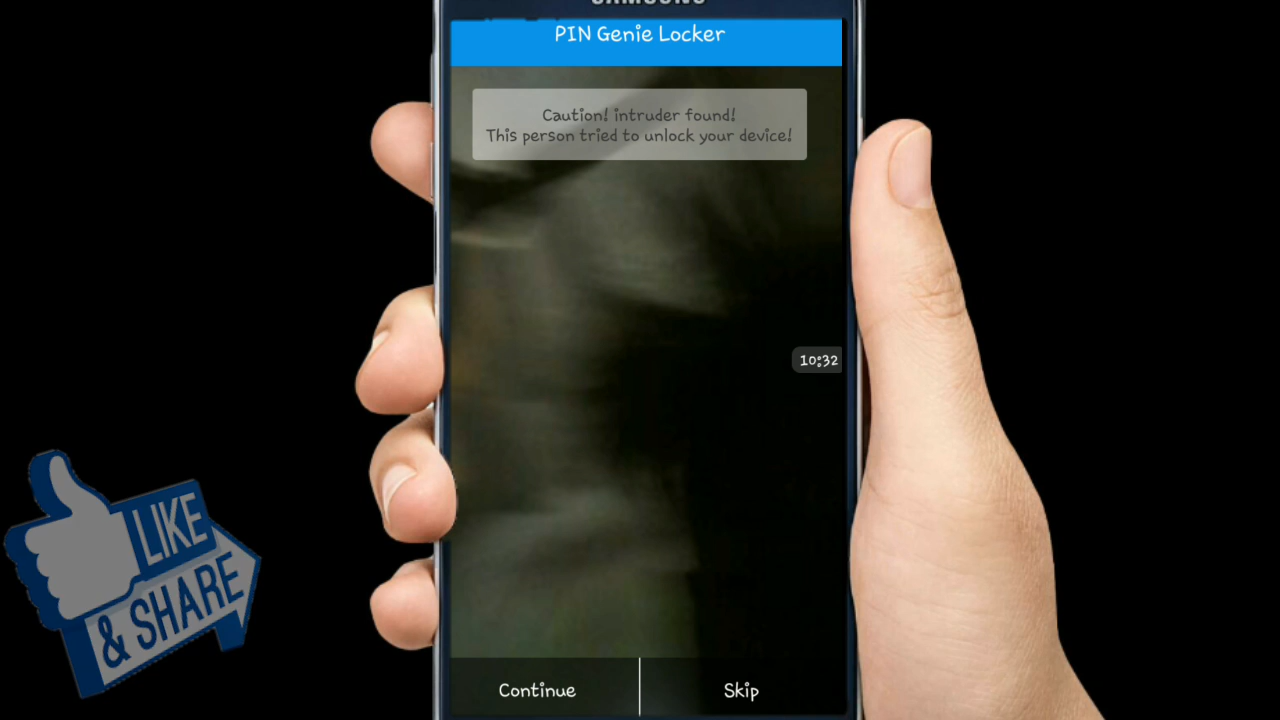 SAMSUNG
PIN Genie Locker
Caution! intruder found!
This person tried to unlock your device!
10:32
LIKE
& SHARE
Continue
Skip